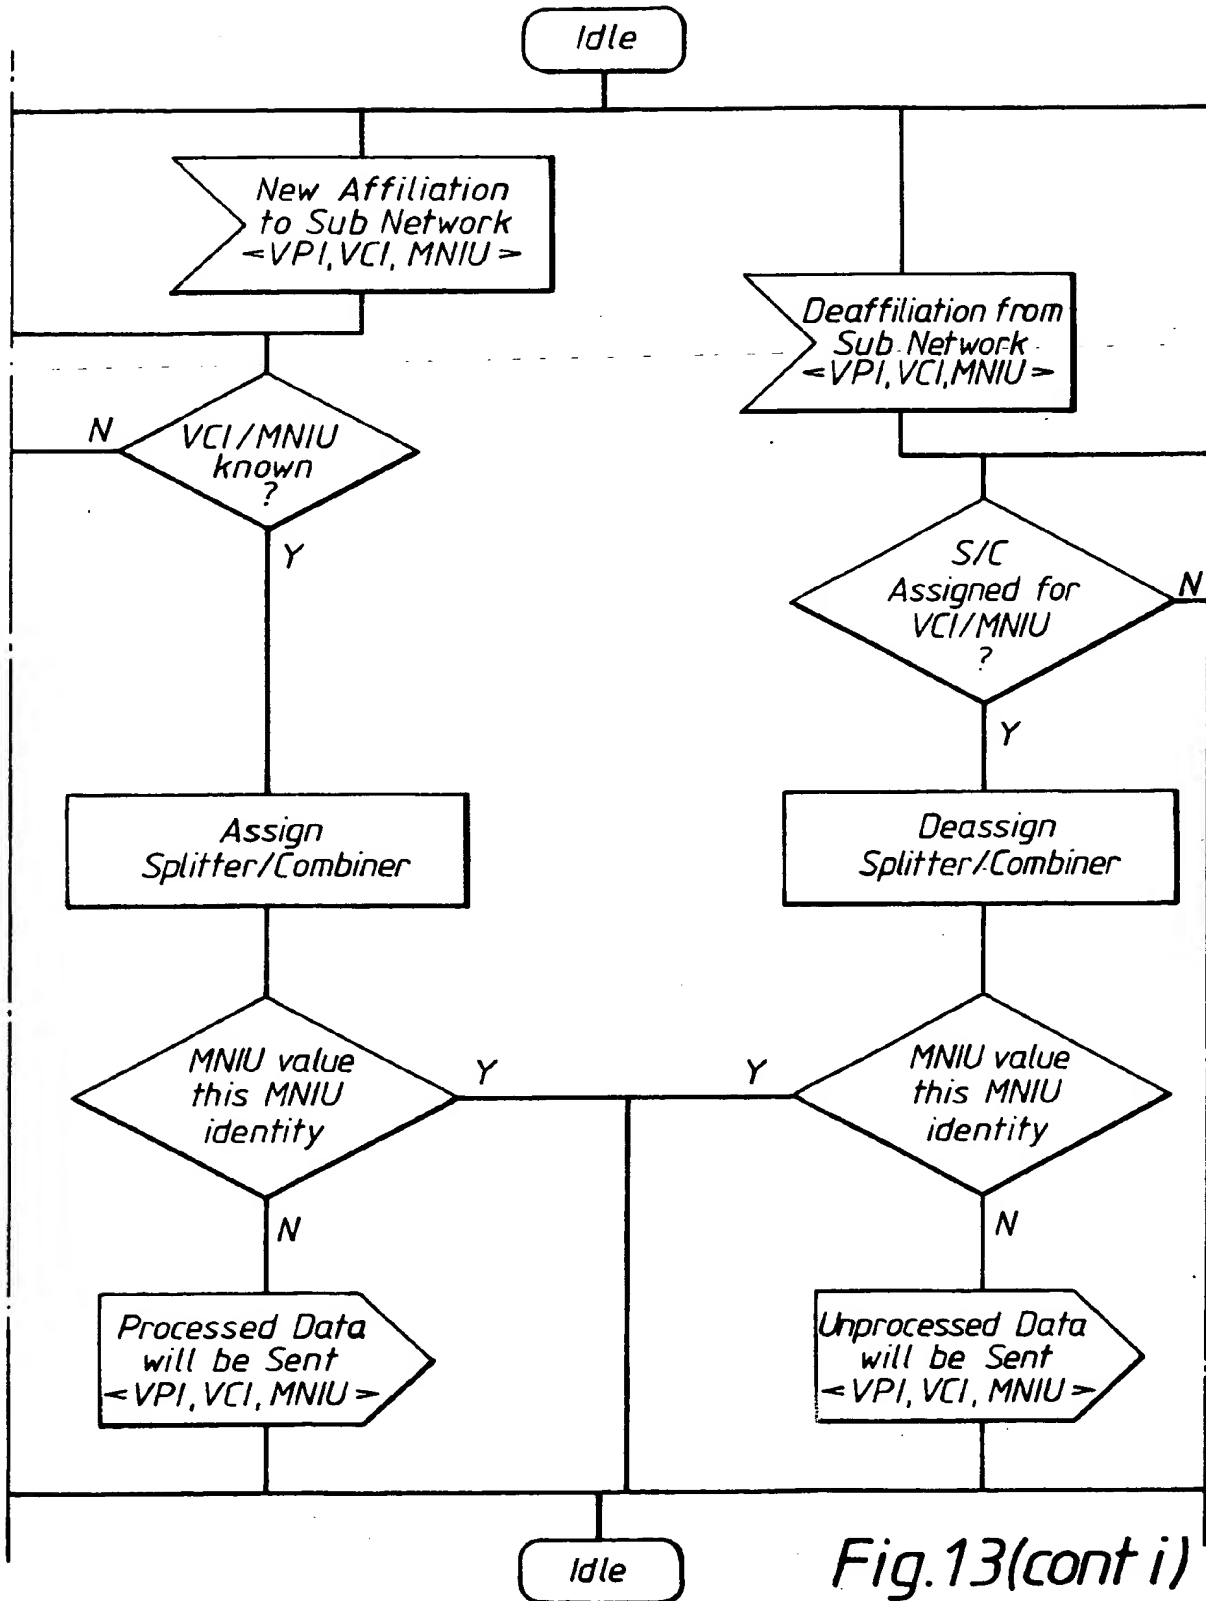 Idle
New Affiliation
to Sub Network
<VPI, VCI, MNIU>
Deaffiliation from
Sub Network
<VPI, VCI, MNIU>
N
VCI/MNIU
known
?
Y
S/C
Assigned for
VCI/MNIU
?
N
Y
Assign
Splitter/Combiner
Deassign
Splitter/Combiner
MNIU value
this MNIU
identity
Y
Y
MNIU value
this MNIU
identity
N
N
Processed Data
will be Sent
<VPI, VCI, MNIU>
Unprocessed Data
will be Sent
<VPI, VCI, MNIU>
Idle
Fig.13(cont i)